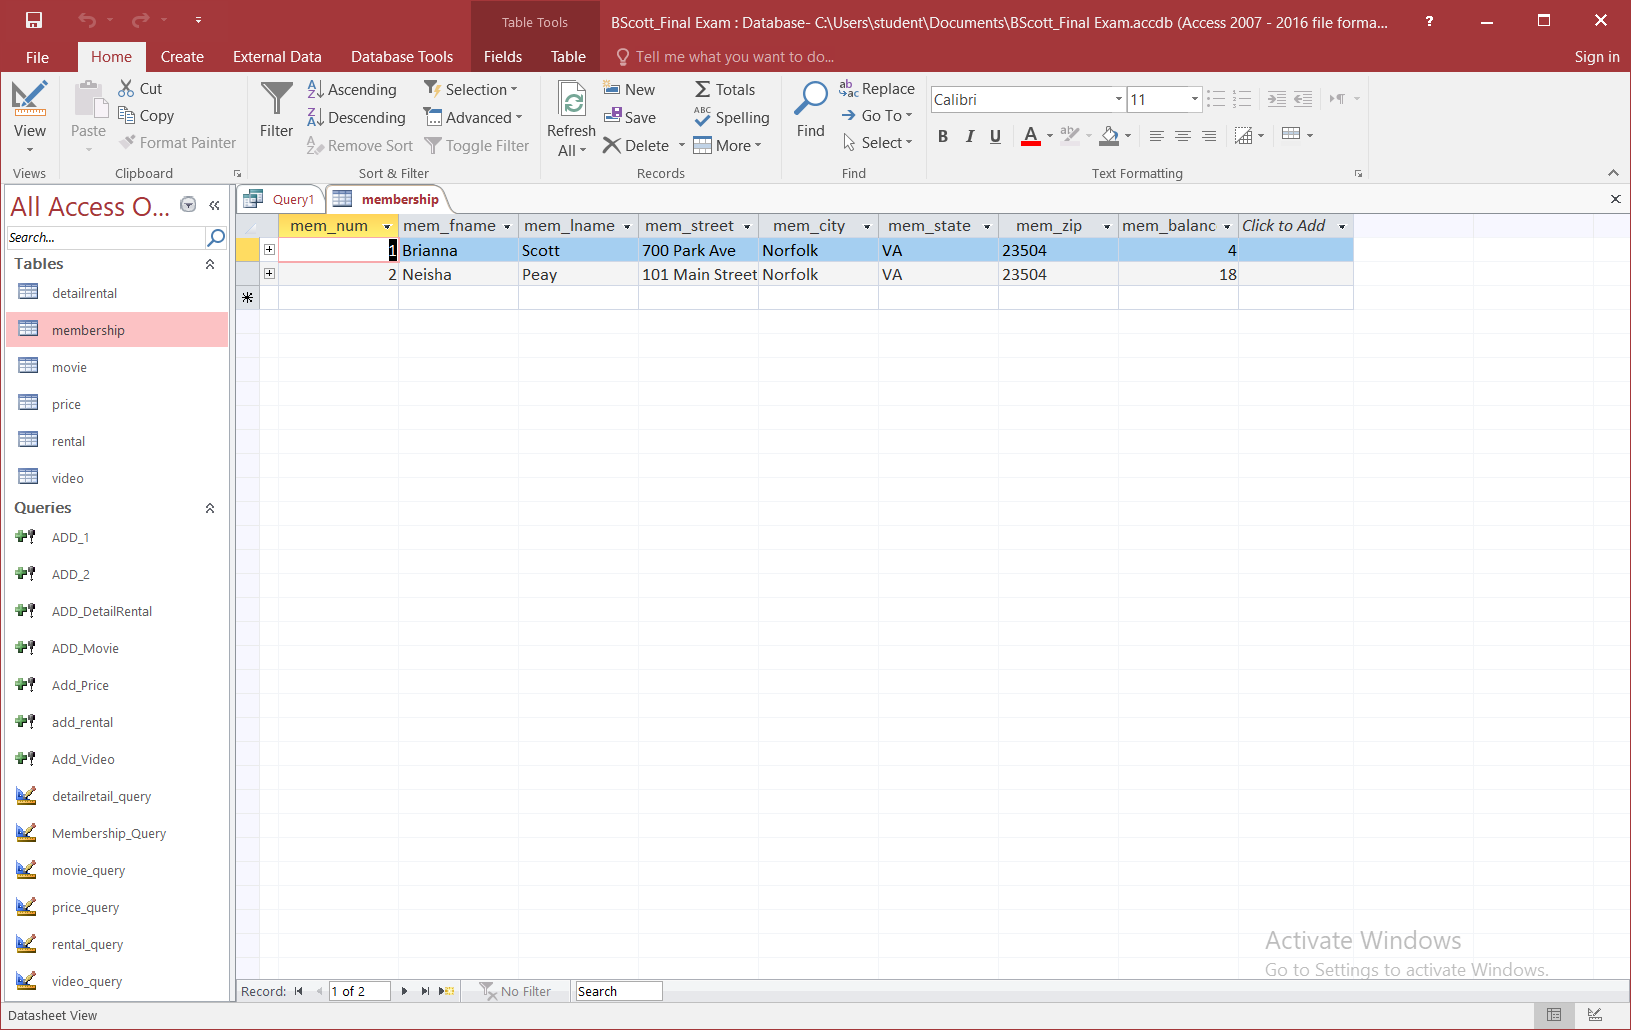 Table Tools
BScott_Final Exam : Database- C:\Users\student\Documents\BScott_Final Exam.accdb (Access 2007 - 2016 file forma...
?
File Home Create External Data Database Tools Fields Table Tell me what you want to do... Sign in
View
Views
Paste
Cut
Copy
Format Painter
Clipboard
Filter
Ascending
Descending
Remove Sort
Selection
Advanced
Toggle Filter
Sort & Filter
Refresh
All
New
Save
Delete
Totals
Spelling
More
Records
Find
Replace
Go To
Select
Find
Calibri 11
B I U A
Text Formatting
All Access O...
Search...
Tables
detailrental
membership
movie
price
rental
video
Queries
ADD_1
ADD_2
ADD_DetailRental
ADD_Movie
Add_Price
add_rental
Add_Video
detailretail_query
Membership_Query
movie_query
price_query
rental_query
video_query
Query1 membership
mem_num mem_fname mem_lname mem_street mem_city mem_state mem_zip mem_balanc Click to Add
1 Brianna Scott 700 Park Ave Norfolk VA 23504 4
2 Neisha Peay 101 Main Street Norfolk VA 23504 18
Activate Windows
Go to Settings to activate Windows.
Record: 1 of 2 No Filter Search
Datasheet View